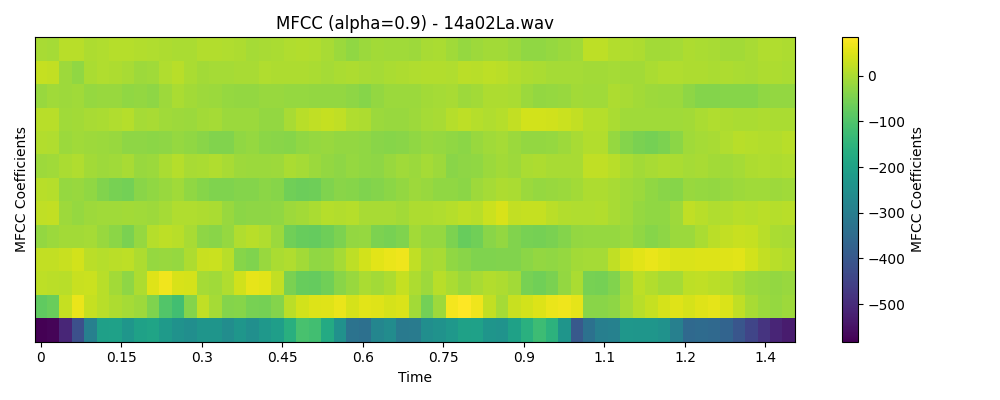 MFCC (alpha=0.9) - 14a02La.wav
MFCC Coefficients
0 0.15 0.3 0.45 0.6 0.75 0.9 1.1 1.2 1.4
Time
0
−100
−200
−300
−400
−500
MFCC Coefficients